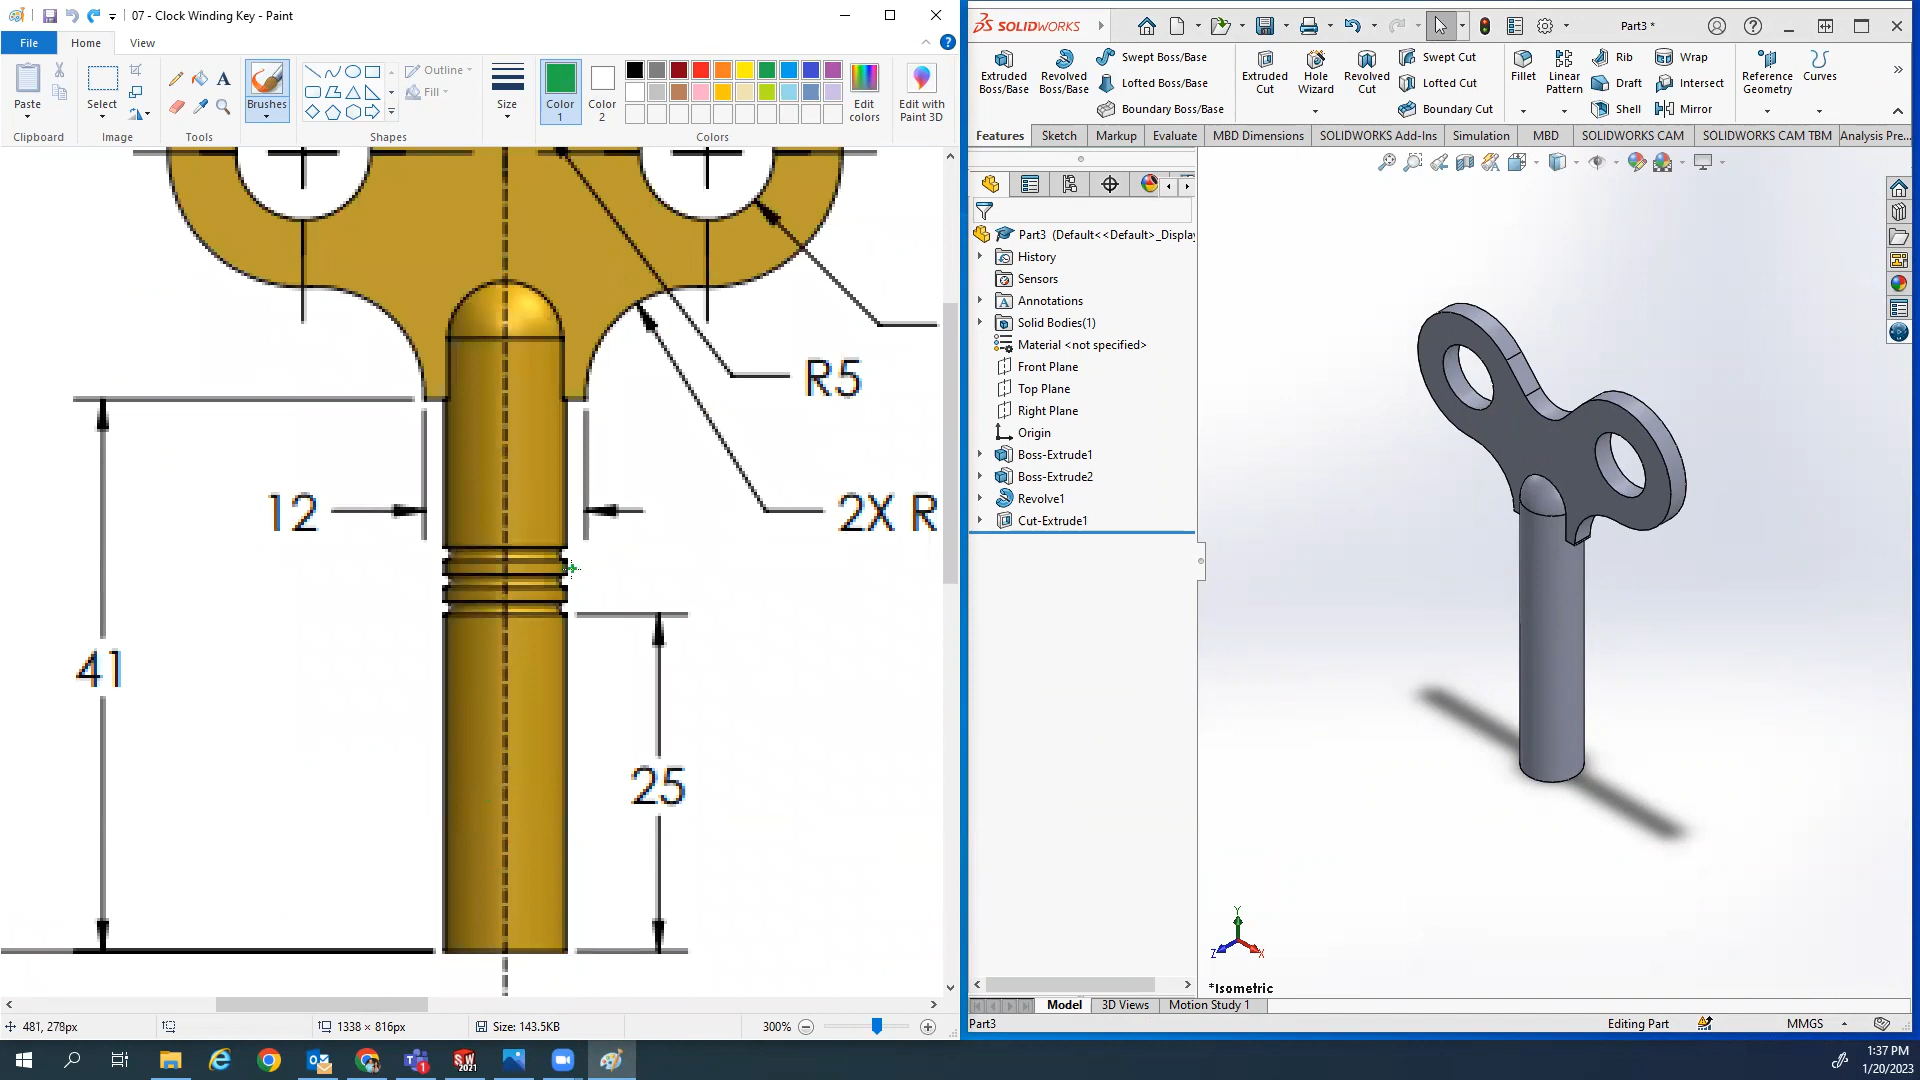 07 - Clock Winding Key - Paint
File
Home
View
Paste
Select
Brushes
Outline
Fill
Size
Color
1
Color
2
Edit
colors
Edit with
Paint 3D
Clipboard
Image
Tools
Shapes
Colors
R5
12
2X R
41
25
481, 278px
1338 × 816px
Size: 143.5KB
300%
SOLIDWORKS
Part3 *
Extruded
Boss/Base
Revolved
Boss/Base
Swept Boss/Base
Lofted Boss/Base
Boundary Boss/Base
Extruded
Cut
Hole
Wizard
Revolved
Cut
Swept Cut
Lofted Cut
Boundary Cut
Fillet
Linear
Pattern
Rib
Draft
Shell
Wrap
Intersect
Mirror
Reference
Geometry
Curves
Features
Sketch
Markup
Evaluate
MBD Dimensions
SOLIDWORKS Add-Ins
Simulation
MBD
SOLIDWORKS CAM
SOLIDWORKS CAM TBM
Analysis Pre...
Part3 (Default<<Default>_Display
History
Sensors
Annotations
Solid Bodies(1)
Material <not specified>
Front Plane
Top Plane
Right Plane
Origin
Boss-Extrude1
Boss-Extrude2
Revolve1
Cut-Extrude1
Y
Z
X
*Isometric
Model
3D Views
Motion Study 1
Part3
Editing Part
MMGS
1:37 PM
1/20/2023